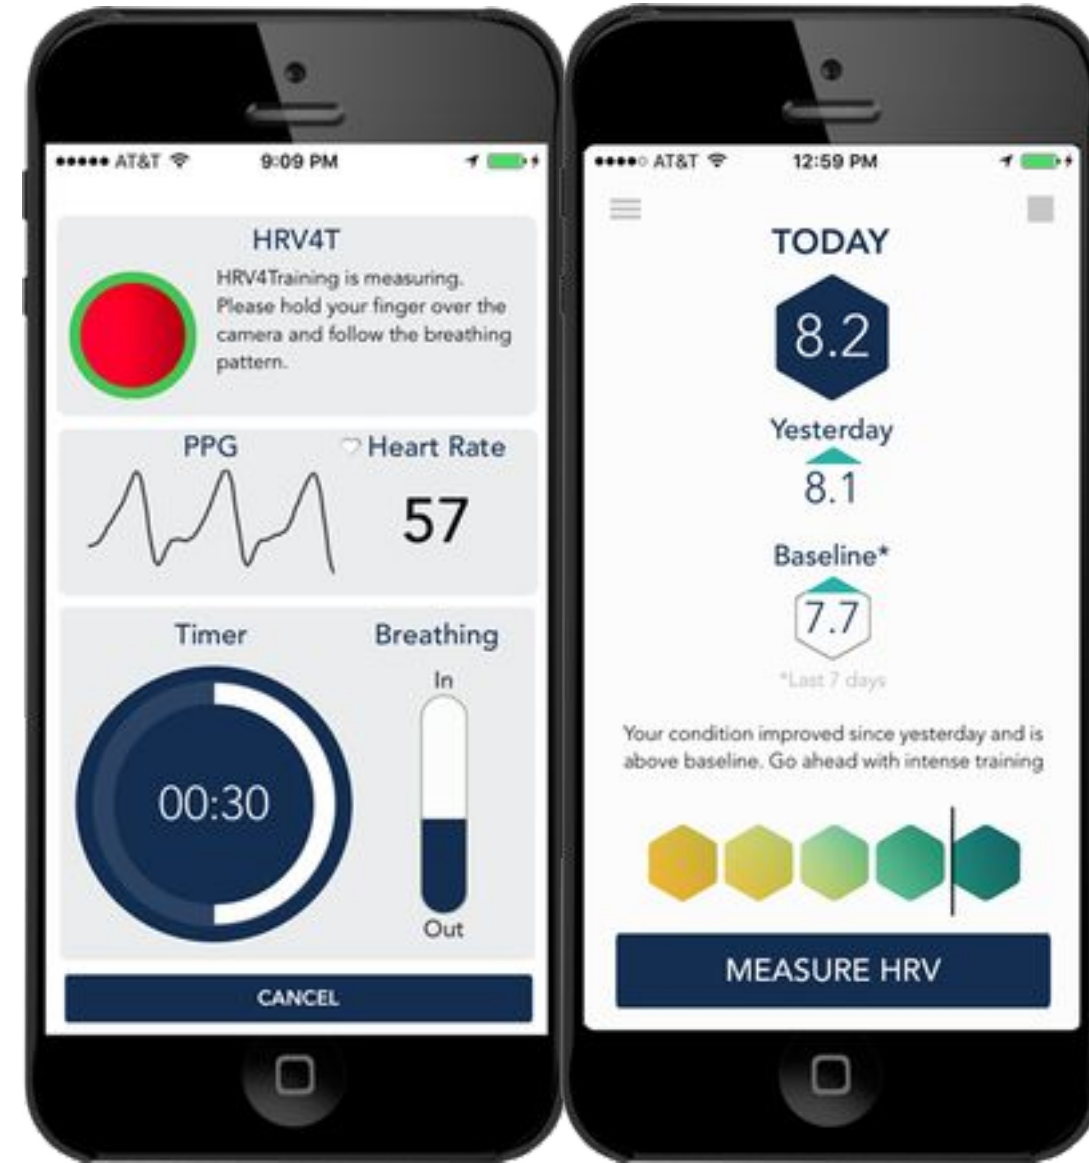 AT&T 9:09 PM
HRV4T
HRV4Training is measuring.
Please hold your finger over the
camera and follow the breathing
pattern.
PPG Heart Rate
57
Timer Breathing
In
00:30
Out
CANCEL
AT&T 12:59 PM
TODAY
8.2
Yesterday
8.1
Baseline*
7.7
*Last 7 days
Your condition improved since yesterday and is
above baseline. Go ahead with intense training
MEASURE HRV